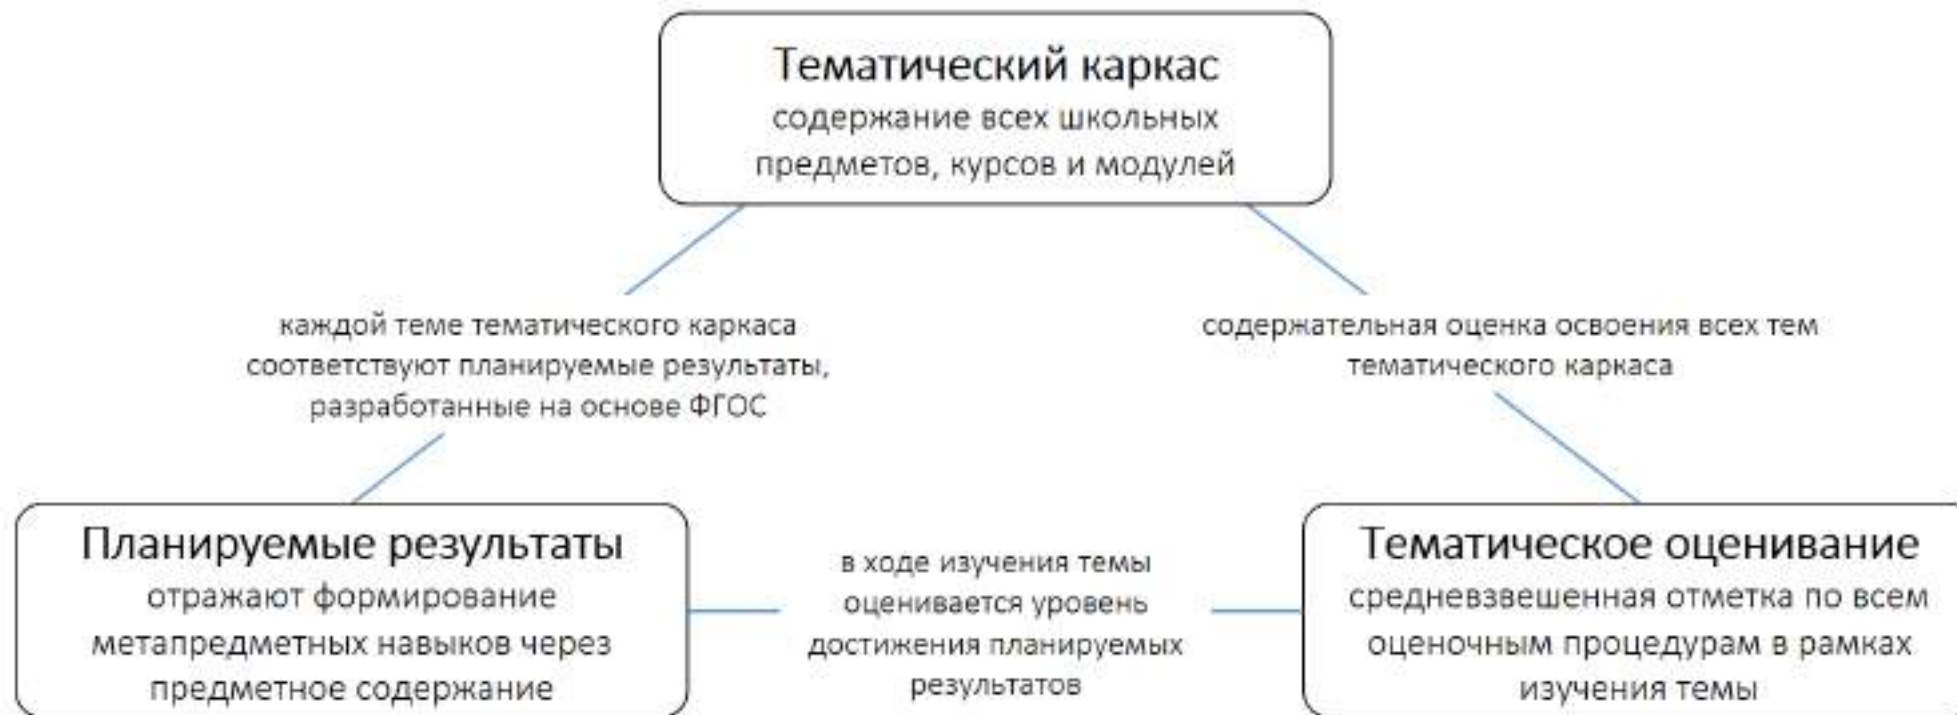 Тематический каркас
содержание всех школьных
предметов, курсов и модулей
каждой теме тематического каркаса
соответствуют планируемые результаты,
разработанные на основе ФГОС
содержательная оценка освоения всех тем
тематического каркаса
Планируемые результаты
отражают формирование
метапредметных навыков через
предметное содержание
в ходе изучения темы
оценивается уровень
достижения планируемых
результатов
Тематическое оценивание
средневзвешенная отметка по всем
оценочным процедурам в рамках
изучения темы